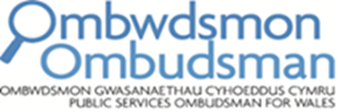 Ombwdsmon
Ombudsman
OMBWDSMON GWASANAETHAU CYHOEDDUS CYMRU
PUBLIC SERVICES OMBUDSMAN FOR WALES